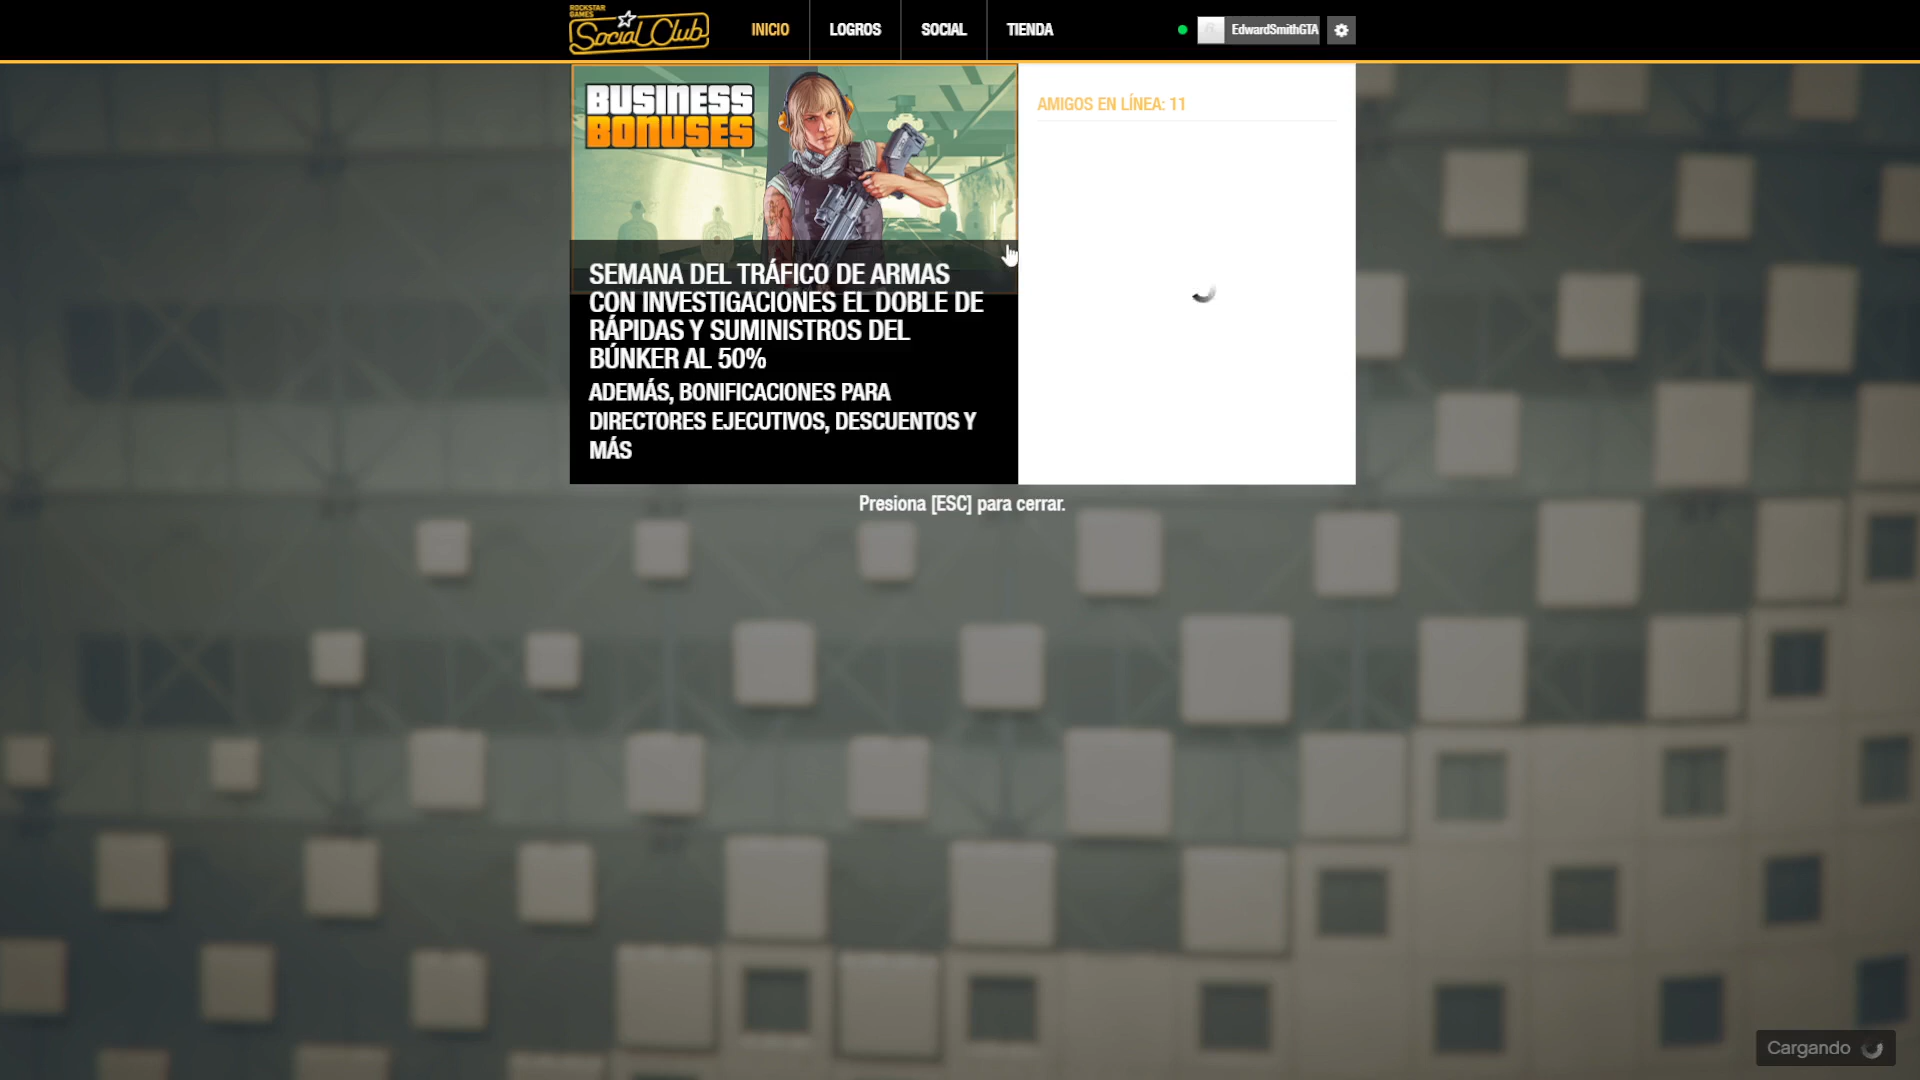 ROCKSTAR
GAMES
Social Club
INICIO
LOGROS
SOCIAL
TIENDA
EdwardSmithGTA
BUSINESS
BONUSES
SEMANA DEL TRÁFICO DE ARMAS
CON INVESTIGACIONES EL DOBLE DE
RÁPIDAS Y SUMINISTROS DEL
BÚNKER AL 50%
ADEMÁS, BONIFICACIONES PARA
DIRECTORES EJECUTIVOS, DESCUENTOS Y
MÁS
AMIGOS EN LÍNEA: 11
Presiona [ESC] para cerrar.
Cargando